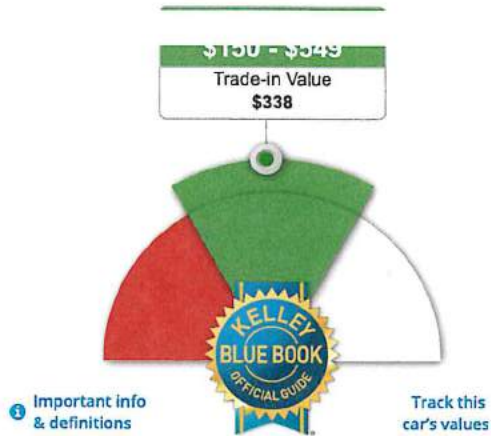 $150 - $549
Trade-in Value
$338
KELLEY
BLUE BOOK
OFFICIAL GUIDE
Important info
& definitions
Track this
car's values